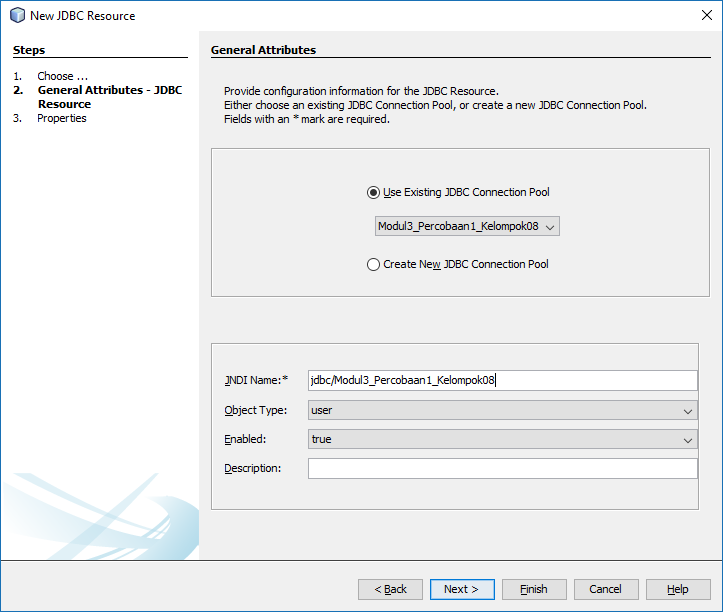 New JDBC Resource
Steps
1. Choose ...
2. General Attributes - JDBC
Resource
3. Properties
General Attributes
Provide configuration information for the JDBC Resource.
Either choose an existing JDBC Connection Pool, or create a new JDBC Connection Pool.
Fields with an * mark are required.
Use Existing JDBC Connection Pool
Modul3_Percobaan1_Kelompok08
Create New JDBC Connection Pool
JNDI Name:* jdbc/Modul3_Percobaan1_Kelompok08
Object Type: user
Enabled: true
Description:
< Back Next > Finish Cancel Help